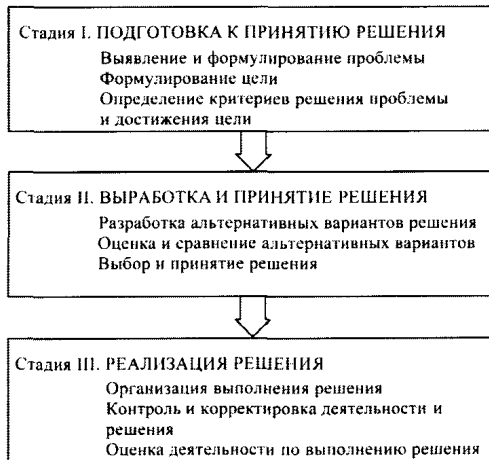 Стадия I. ПОДГОТОВКА К ПРИНЯТИЮ РЕШЕНИЯ
Выявление и формулирование проблемы
Формулирование цели
Определение критериев решения проблемы
и достижения цели
Стадия II. ВЫРАБОТКА И ПРИНЯТИЕ РЕШЕНИЯ
Разработка альтернативных вариантов решения
Оценка и сравнение альтернативных вариантов
Выбор и принятие решения
Стадия III. РЕАЛИЗАЦИЯ РЕШЕНИЯ
Организация выполнения решения
Контроль и корректировка деятельности и
решения
Оценка деятельности по выполнению решения